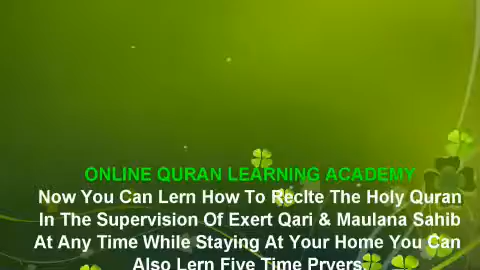 ONLINE QURAN LEARNING ACADEMY
Now You Can Lern How To RecIte The Holy Quran
In The Supervision Of Exert Qari & Maulana Sahib
At Any Time While Staying At Your Home You Can
Also Lern Five Time Pryers.